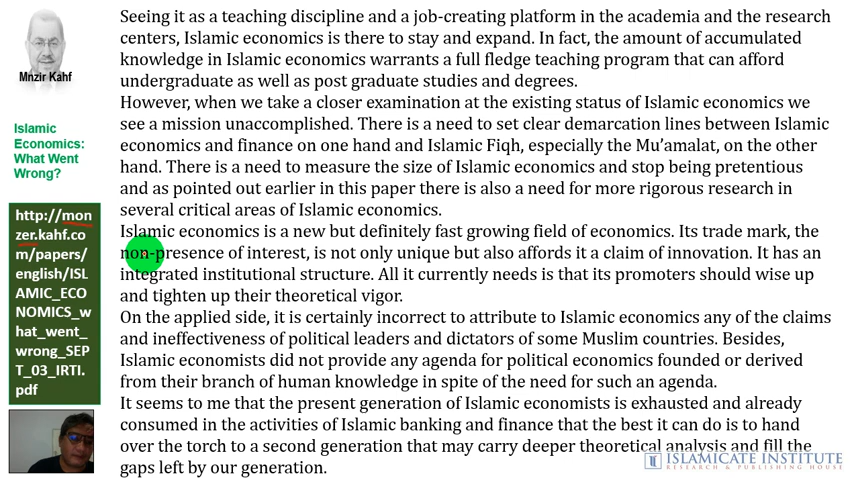 Mnzir Kahf
Islamic
Economics:
What Went
Wrong?
http://mon
zer.kahf.co
m/papers/
english/ISL
AMIC_ECO
NOMICS_w
hat_went_
wrong_SEP
T_03_IRTI.
pdf
Seeing it as a teaching discipline and a job-creating platform in the academia and the research
centers, Islamic economics is there to stay and expand. In fact, the amount of accumulated
knowledge in Islamic economics warrants a full fledge teaching program that can afford
undergraduate as well as post graduate studies and degrees.
However, when we take a closer examination at the existing status of Islamic economics we
see a mission unaccomplished. There is a need to set clear demarcation lines between Islamic
economics and finance on one hand and Islamic Fiqh, especially the Mu’amalat, on the other
hand. There is a need to measure the size of Islamic economics and stop being pretentious
and as pointed out earlier in this paper there is also a need for more rigorous research in
several critical areas of Islamic economics.
Islamic economics is a new but definitely fast growing field of economics. Its trade mark, the
non-presence of interest, is not only unique but also affords it a claim of innovation. It has an
integrated institutional structure. All it currently needs is that its promoters should wise up
and tighten up their theoretical vigor.
On the applied side, it is certainly incorrect to attribute to Islamic economics any of the claims
and ineffectiveness of political leaders and dictators of some Muslim countries. Besides,
Islamic economists did not provide any agenda for political economics founded or derived
from their branch of human knowledge in spite of the need for such an agenda.
It seems to me that the present generation of Islamic economists is exhausted and already
consumed in the activities of Islamic banking and finance that the best it can do is to hand
over the torch to a second generation that may carry deeper theoretical analysis and fill the
gaps left by our generation.
ISLAMICATE INSTITUTE
RESEARCH & PUBLISHING HOUSE